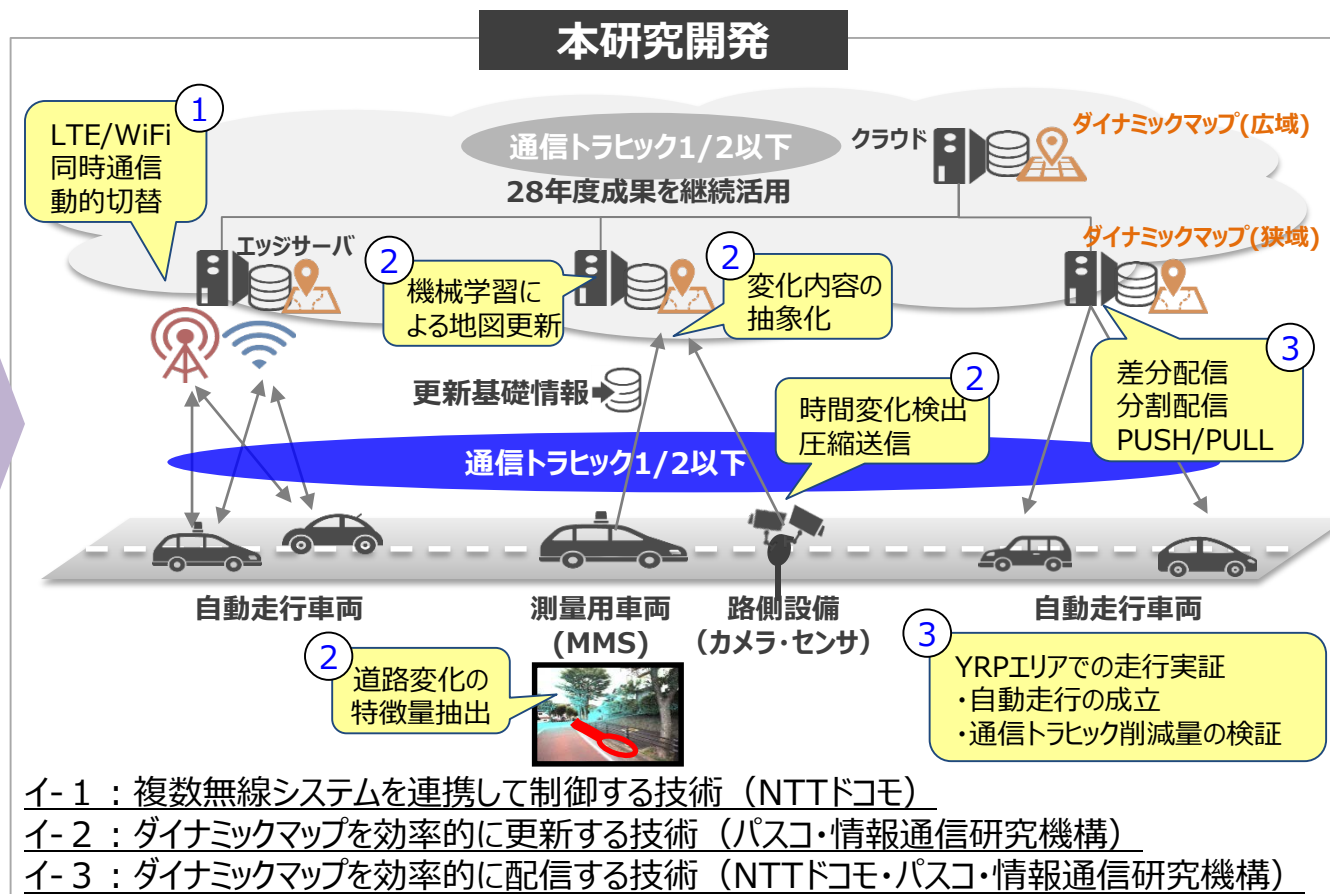 本研究開発
1
LTE/WiFi
同時通信
動的切替
通信トラヒック1/2以下
28年度成果を継続活用
クラウド
ダイナミックマップ(広域)
エッジサーバ
2
機械学習に
よる地図更新
2
変化内容の
抽象化
ダイナミックマップ(狭域)
3
差分配信
分割配信
PUSH/PULL
更新基礎情報
2
時間変化検出
圧縮送信
通信トラヒック1/2以下
自動走行車両
測量用車両
(MMS)
路側設備
（カメラ・センサ）
自動走行車両
2
道路変化の
特徴量抽出
3
YRPエリアでの走行実証
・自動走行の成立
・通信トラヒック削減量の検証
イ-１：複数無線システムを連携して制御する技術（NTTドコモ）
イ-２：ダイナミックマップを効率的に更新する技術（パスコ・情報通信研究機構）
イ-３：ダイナミックマップを効率的に配信する技術（NTTドコモ・パスコ・情報通信研究機構）